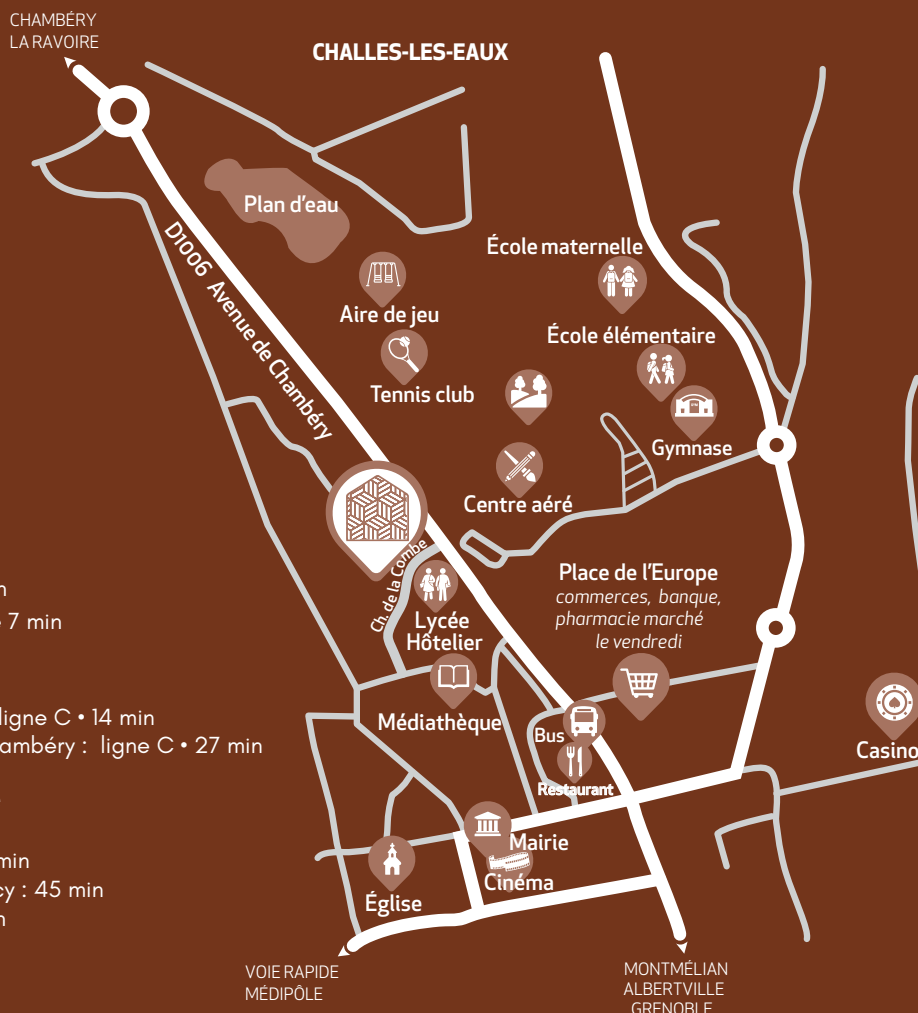 CHAMBÉRY
LA RAVOIRE
CHALLES-LES-EAUX
Plan d'eau
D1006 Avenue de Chambéry
École maternelle
Aire de jeu
École élémentaire
Tennis club
Gymnase
Centre aéré
Ch. de la Combe
Place de l'Europe
commerces, banque,
pharmacie marché
le vendredi
7 min
Lycée
Hôtelier
ligne C • 14 min
Médiathèque
Bus
: ligne C • 27 min
Casino
Restaurant
Mairie
min
Cinéma
: 45 min
Église
VOIE RAPIDE
MÉDIPÔLE
MONTMÉLIAN
ALBERTVILLE
GRENOBLE